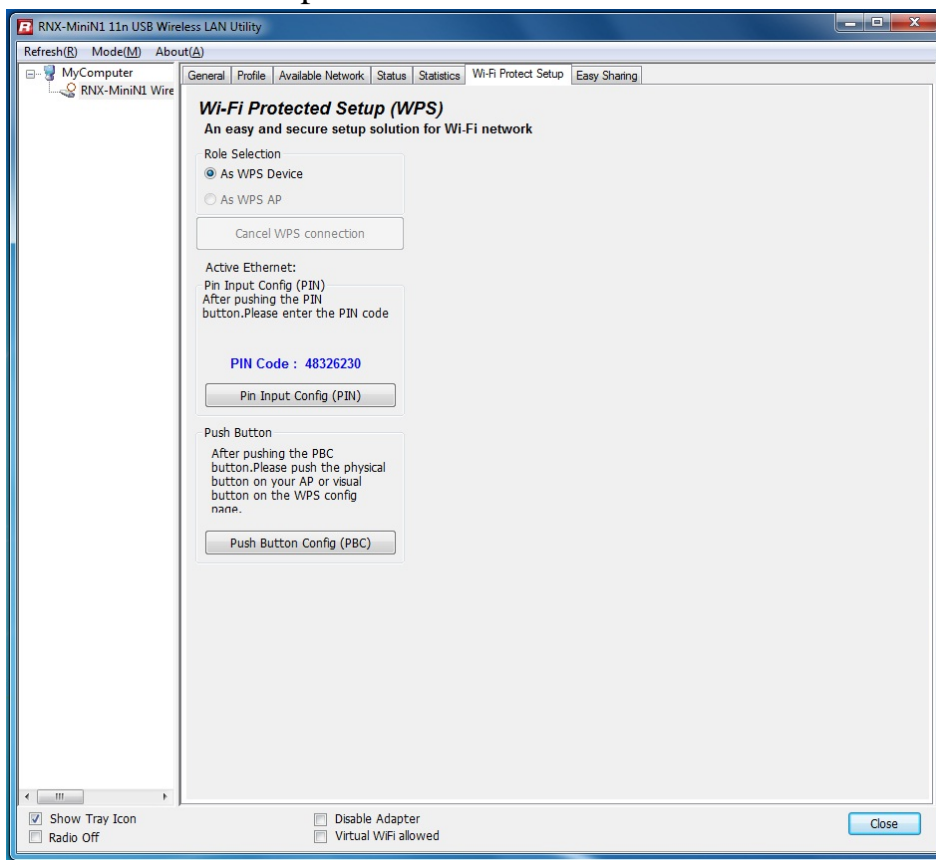 RNX-MiniN1 11n USB Wireless LAN Utility
Refresh(R) Mode(M) About(A)
MyComputer
RNX-MiniN1 Wire
General Profile Available Network Status Statistics Wi-Fi Protect Setup Easy Sharing
Wi-Fi Protected Setup (WPS)
An easy and secure setup solution for Wi-Fi network
Role Selection
As WPS Device
As WPS AP
Cancel WPS connection
Active Ethernet:
Pin Input Config (PIN)
After pushing the PIN
button.Please enter the PIN code
PIN Code : 48326230
Pin Input Config (PIN)
Push Button
After pushing the PBC
button.Please push the physical
button on your AP or visual
button on the WPS config
page.
Push Button Config (PBC)
Show Tray Icon
Radio Off
Disable Adapter
Virtual WiFi allowed
Close